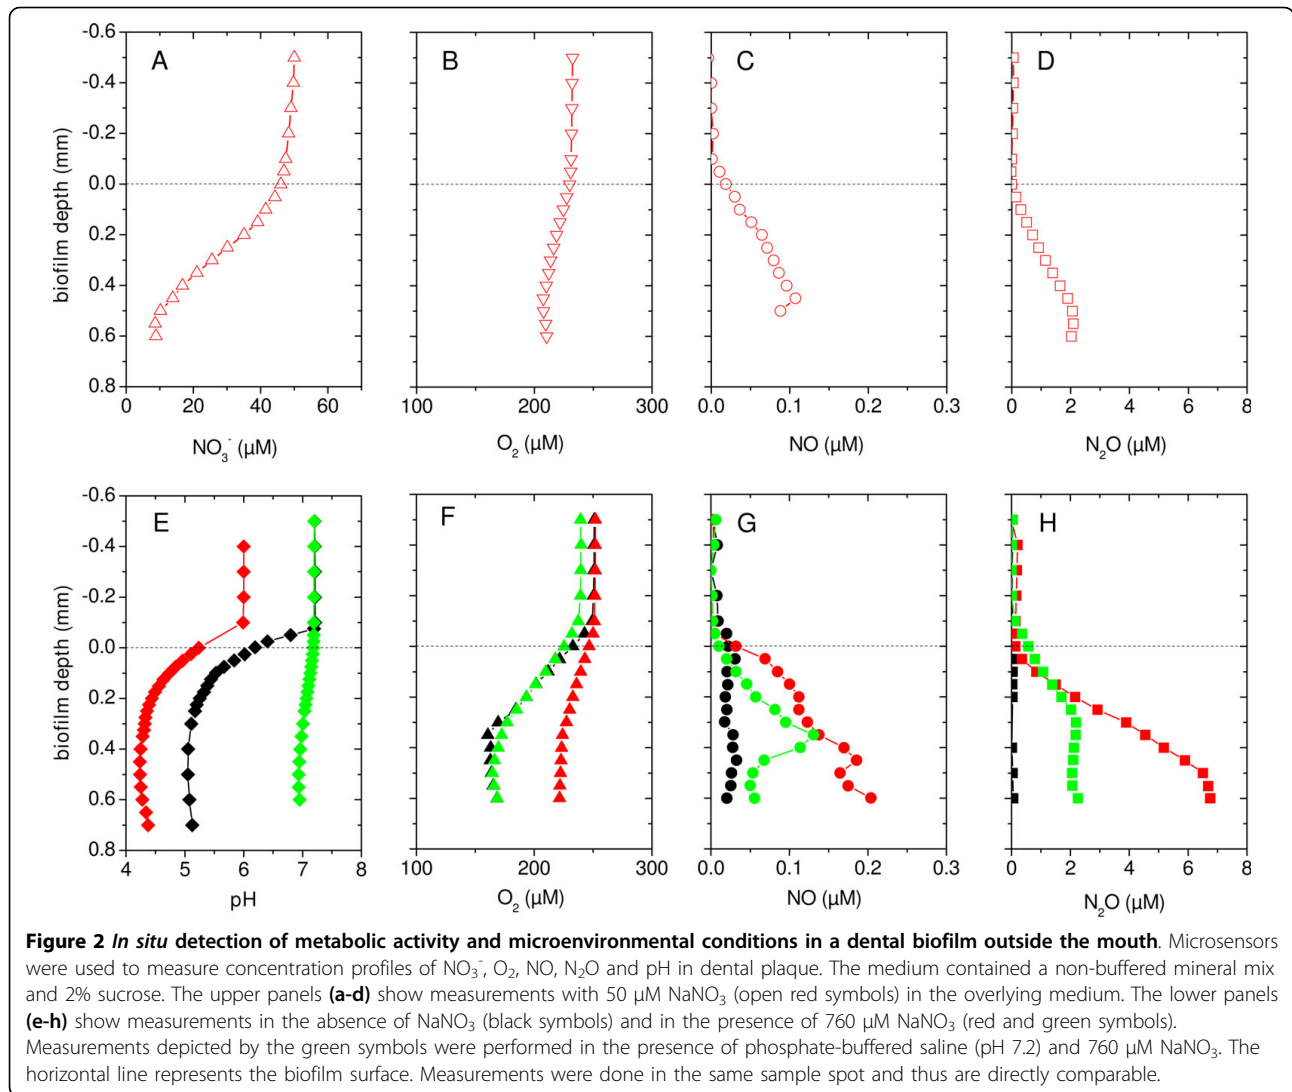 A
B
C
D
-0.6
-0.4
-0.2
0.0
0.2
0.4
0.6
0.8
biofilm depth (mm)
0 20 40 60
100 200 300
0.0 0.1 0.2 0.3
0 2 4 6 8
NO3- (µM)
O2 (µM)
NO (µM)
N2O (µM)
E
F
G
H
-0.6
-0.4
-0.2
0.0
0.2
0.4
0.6
0.8
biofilm depth (mm)
4 5 6 7 8
100 200 300
0.0 0.1 0.2 0.3
0 2 4 6 8
pH
O2 (µM)
NO (µM)
N2O (µM)
Figure 2 In situ detection of metabolic activity and microenvironmental conditions in a dental biofilm outside the mouth. Microsensors
were used to measure concentration profiles of NO3-, O2, NO, N2O and pH in dental plaque. The medium contained a non-buffered mineral mix
and 2% sucrose. The upper panels (a-d) show measurements with 50 µM NaNO3 (open red symbols) in the overlying medium. The lower panels
(e-h) show measurements in the absence of NaNO3 (black symbols) and in the presence of 760 µM NaNO3 (red and green symbols).
Measurements depicted by the green symbols were performed in the presence of phosphate-buffered saline (pH 7.2) and 760 µM NaNO3. The
horizontal line represents the biofilm surface. Measurements were done in the same sample spot and thus are directly comparable.